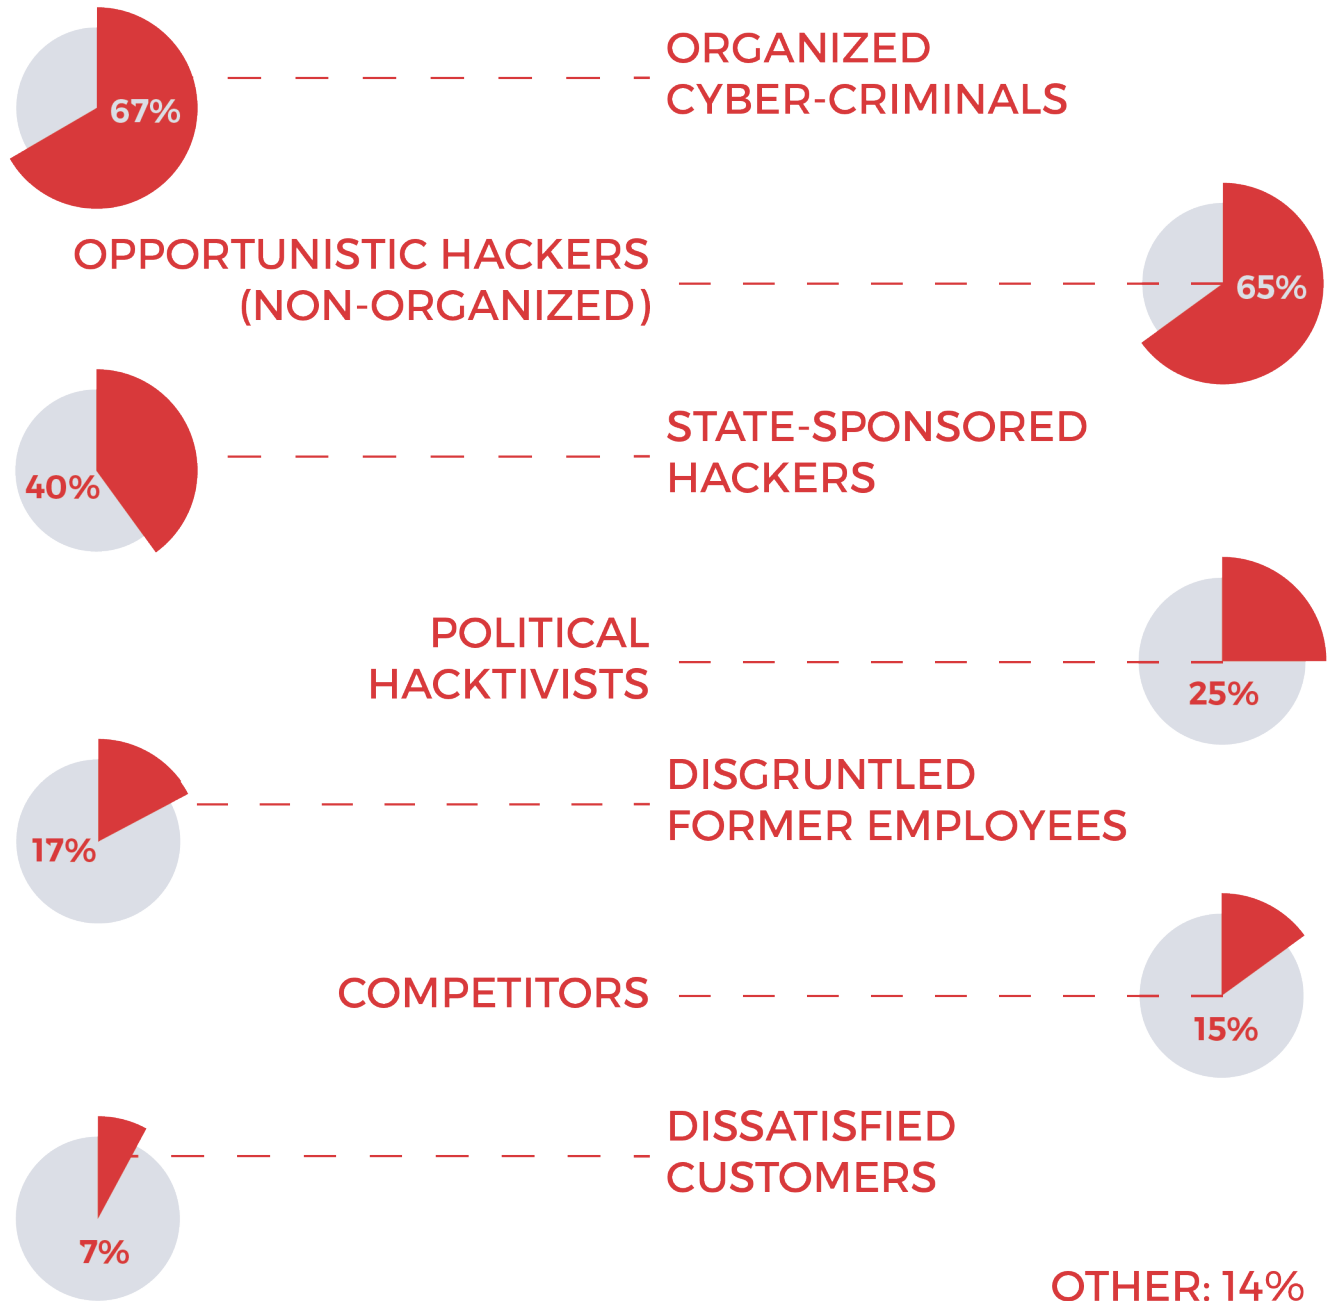 67%
ORGANIZED
CYBER-CRIMINALS
OPPORTUNISTIC HACKERS
(NON-ORGANIZED)
65%
40%
STATE-SPONSORED
HACKERS
POLITICAL
HACKTIVISTS
25%
17%
DISGRUNTLED
FORMER EMPLOYEES
COMPETITORS
15%
7%
DISSATISFIED
CUSTOMERS
OTHER: 14%